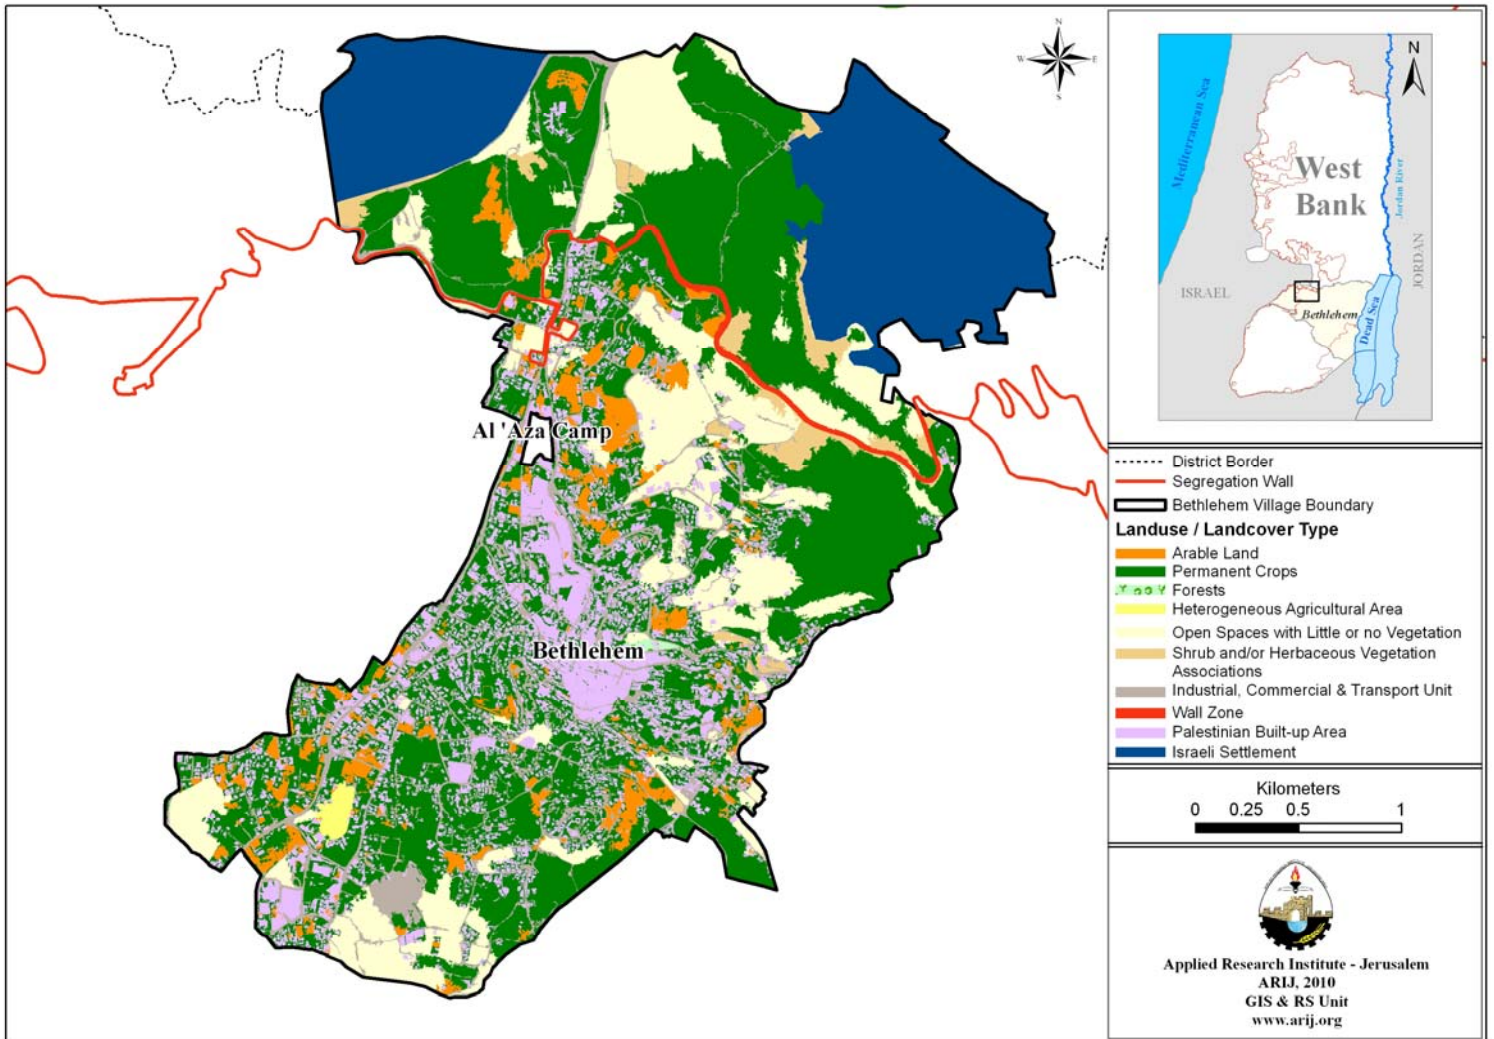 N
W
E
S
Al 'Aza Camp
Bethlehem
N
Mediterranean Sea
West
Bank
Jordan River
JORDAN
ISRAEL
Bethlehem
Dead Sea
District Border
Segregation Wall
Bethlehem Village Boundary
Landuse / Landcover Type
Arable Land
Permanent Crops
Forests
Heterogeneous Agricultural Area
Open Spaces with Little or no Vegetation
Shrub and/or Herbaceous Vegetation
Associations
Industrial, Commercial & Transport Unit
Wall Zone
Palestinian Built-up Area
Israeli Settlement
Kilometers
0 0.25 0.5 1
Applied Research Institute - Jerusalem
ARIJ, 2010
GIS & RS Unit
www.arij.org